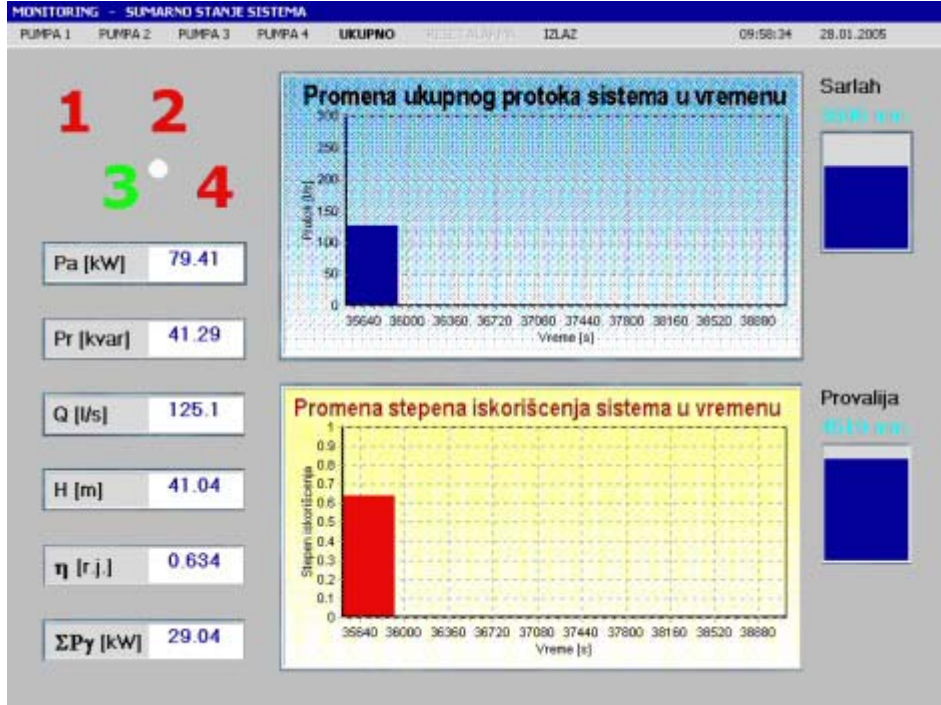 MONITORING - SUMARNO STANJE SISTEMA
PUMPA 1 PUMPA 2 PUMPA 3 PUMPA 4 UKUPNO RESET ALARMA IZLAZ 09:58:34 28.01.2005
1 2
3 4
Pa [kW] 79.41
Pr [kvar] 41.29
Q [l/s] 125.1
H [m] 41.04
η [r.j.] 0.634
ΣPγ [kW] 29.04
Promena ukupnog protoka sistema u vremenu
Protok [l/s]
300
250
200
150
100
50
0
35640 36000 36360 36720 37080 37440 37800 38160 38520 38880
Vreme [s]
Promena stepena iskorišcenja sistema u vremenu
Stepen iskorišcenja
1
0.9
0.8
0.7
0.6
0.5
0.4
0.3
0.2
0.1
0
35640 36000 36360 36720 37080 37440 37800 38160 38520 38880
Vreme [s]
Sarlah
mm
Provalija
mm